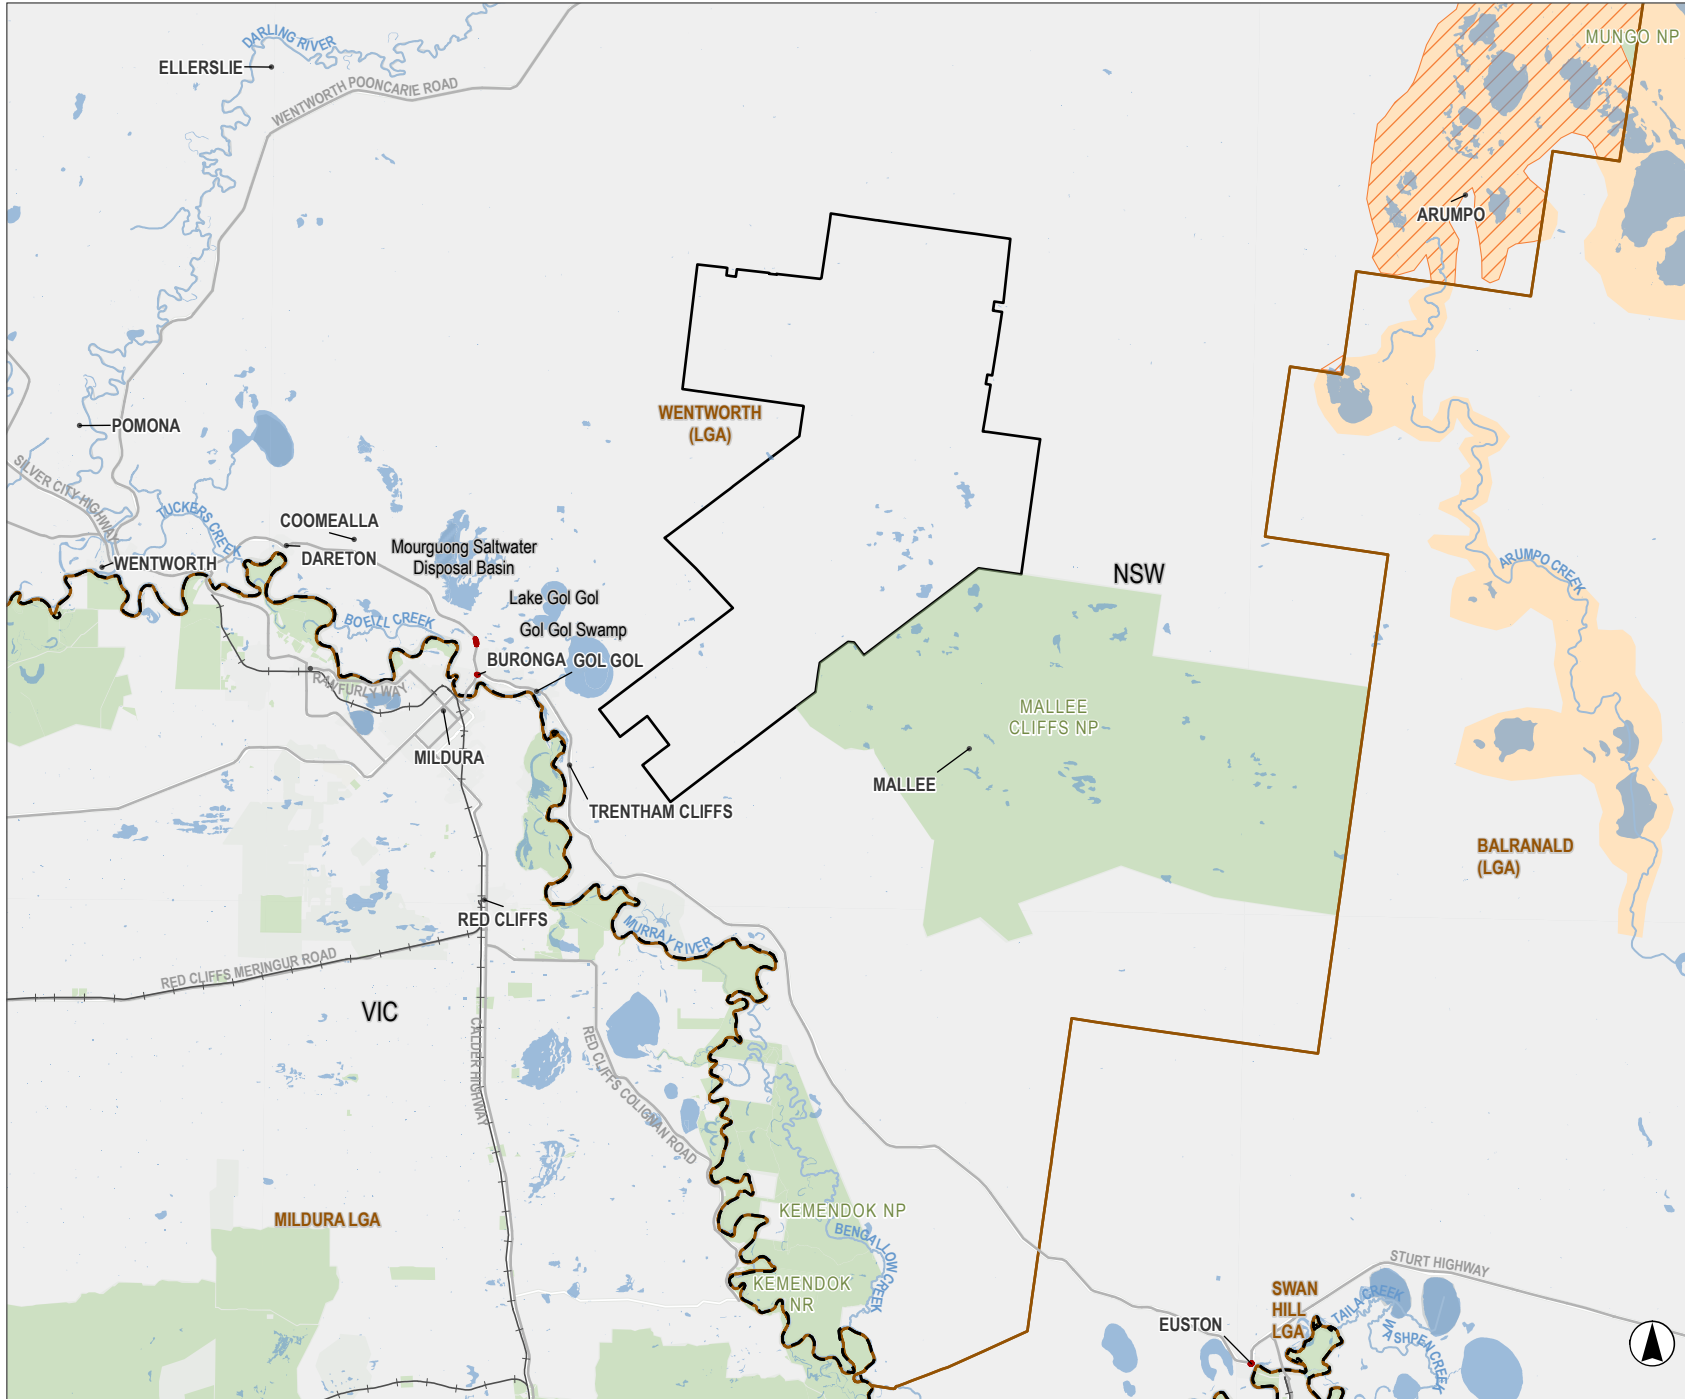 DARLING RIVER
MUNGO NP
ELLERSLIE
WENTWORTH POONCARIE ROAD
ARUMPO
WENTWORTH
(LGA)
POMONA
SILVER CITY HIGHWAY
TUCKERS CREEK
COOMEALLA
DARETON
Mourguong Saltwater
Disposal Basin
WENTWORTH
ARUMPO CREEK
NSW
Lake Gol Gol
BOEILL CREEK
Gol Gol Swamp
BURONGA
GOL GOL
RANFURLY WAY
MALLEE
CLIFFS NP
MILDURA
MALLEE
TRENTHAM CLIFFS
BALRANALD
(LGA)
RED CLIFFS
MURRAY RIVER
RED CLIFFS MERINGUR ROAD
VIC
CALDER HIGHWAY
RED CLIFFS COLIGNAN ROAD
MILDURA LGA
KEMENDOK NP
BENGALLOW CREEK
STURT HIGHWAY
KEMENDOK
NR
SWAN
HILL
LGA
TAILA CREEK
EUSTON